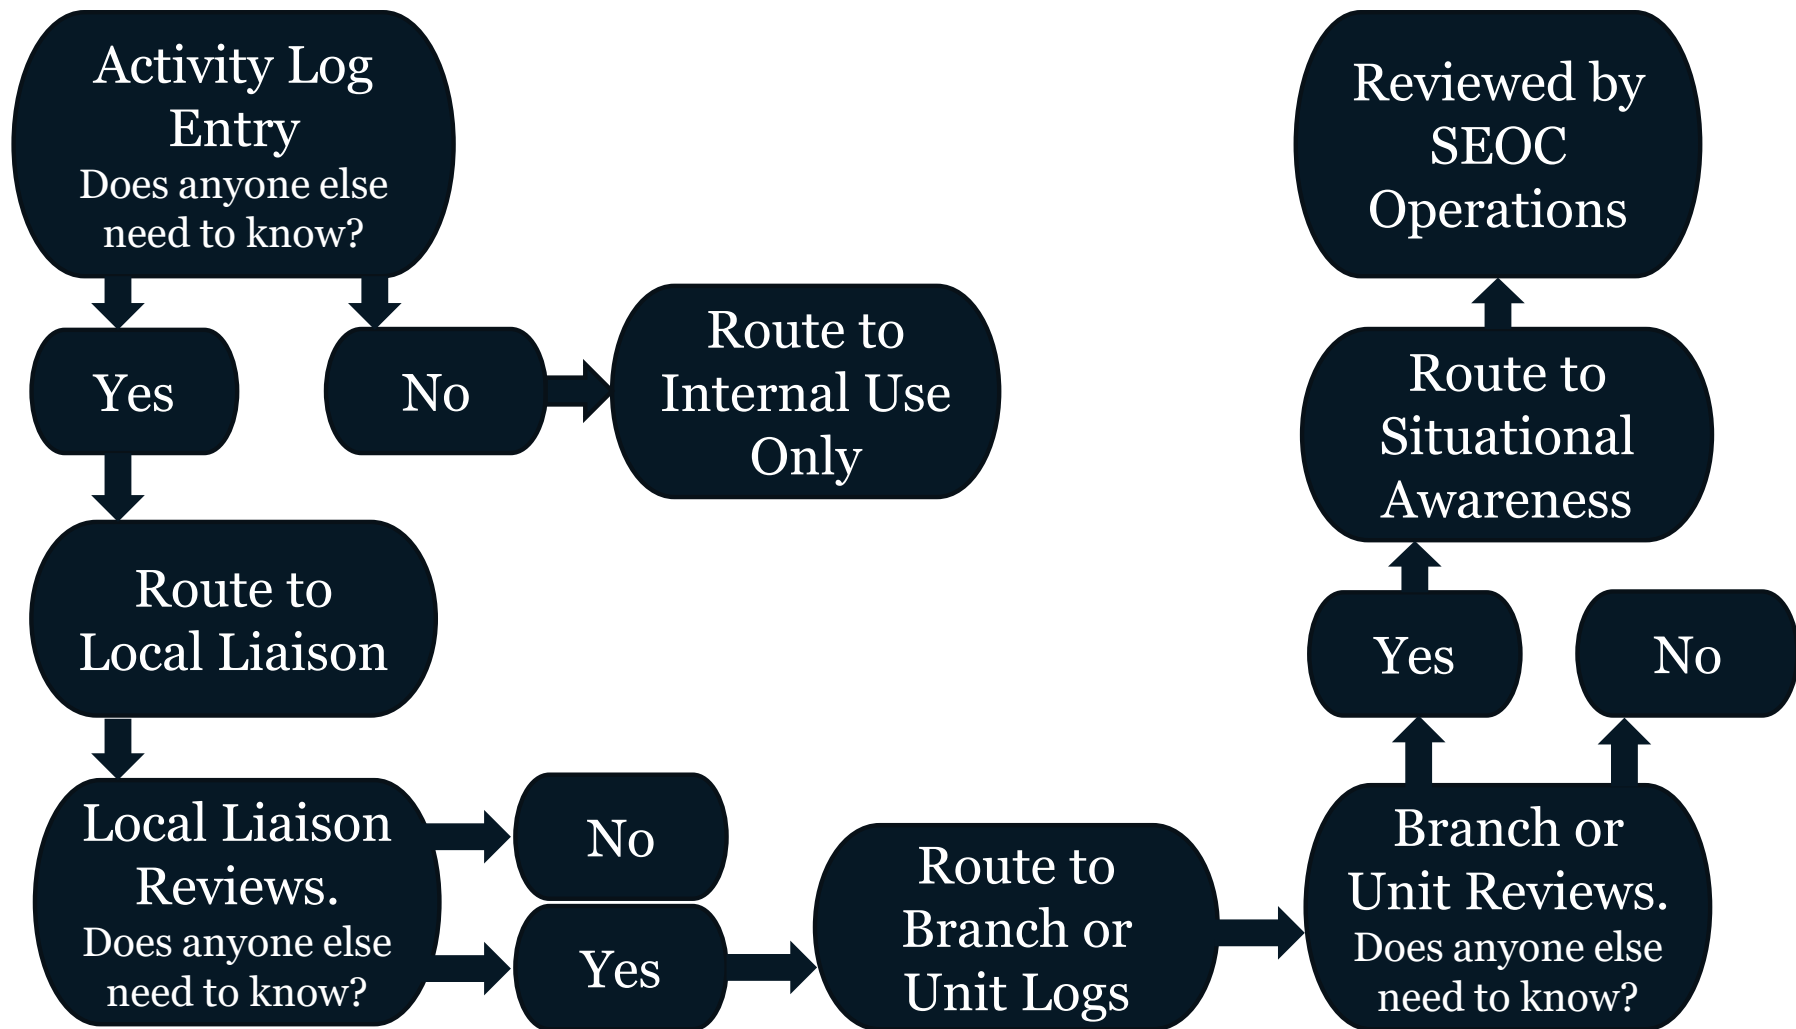 Activity Log
Entry
Does anyone else
need to know?
Yes
No
Route to
Internal Use
Only
Route to
Local Liaison
Local Liaison
Reviews.
Does anyone else
need to know?
No
Yes
Route to
Branch or
Unit Logs
Branch or
Unit Reviews.
Does anyone else
need to know?
Yes
No
Route to
Situational
Awareness
Reviewed by
SEOC
Operations